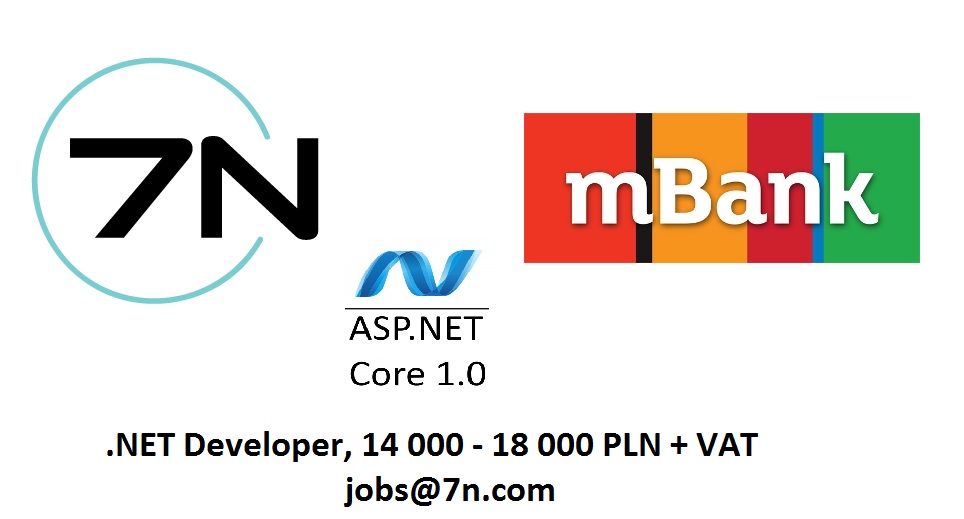 7N
mBank
ASP.NET
Core 1.0
.NET Developer, 14 000 - 18 000 PLN + VAT
jobs@7n.com